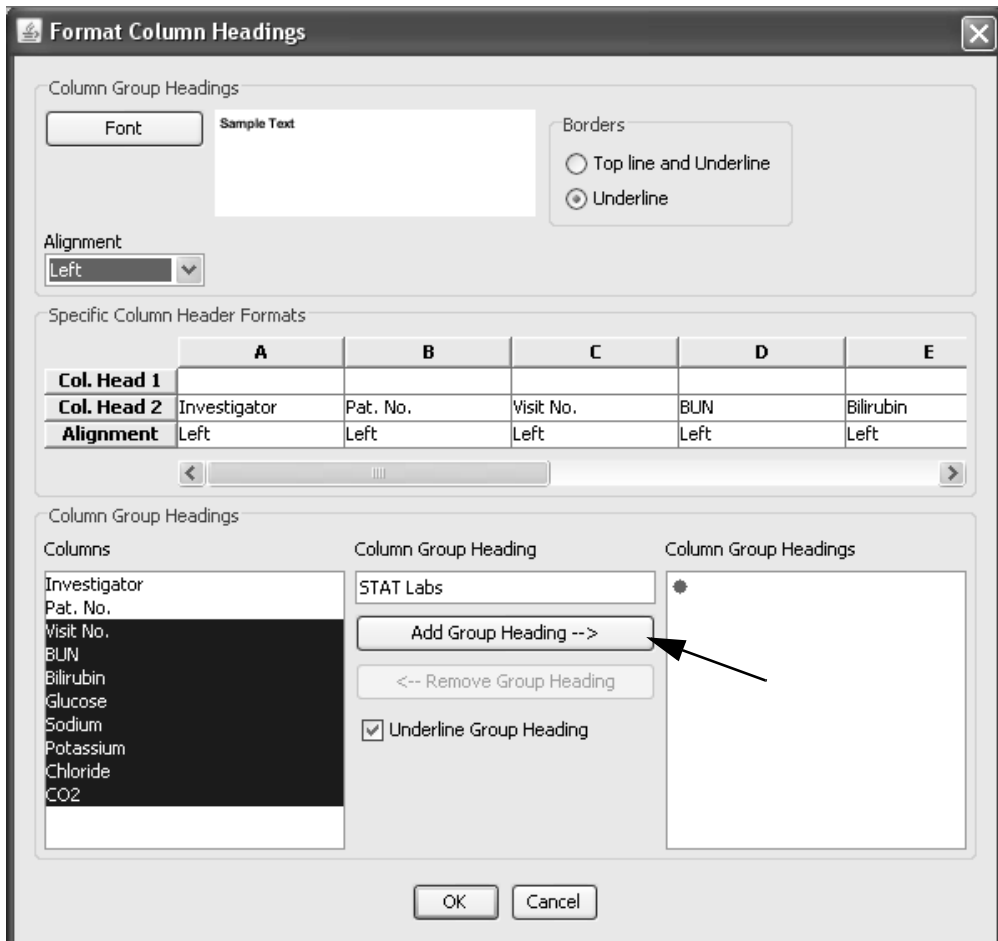 Format Column Headings
Column Group Headings
Font
Sample Text
Borders
Top line and Underline
Underline
Alignment
Left
Specific Column Header Formats
A B C D E
Col. Head 1
Col. Head 2 Investigator Pat. No. Visit No. BUN Bilirubin
Alignment Left Left Left Left Left
Column Group Headings
Columns Column Group Heading Column Group Headings
Investigator
Pat. No.
Visit No.
BUN
Bilirubin
Glucose
Sodium
Potassium
Chloride
CO2
STAT Labs
Add Group Heading -->
<-- Remove Group Heading
Underline Group Heading
OK Cancel